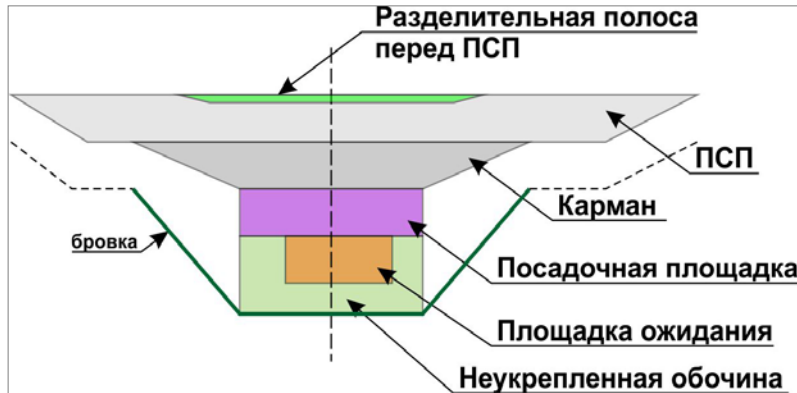 Разделительная полоса
перед ПСП
ПСП
Карман
бровка
Посадочная площадка
Площадка ожидания
Неукрепленная обочина